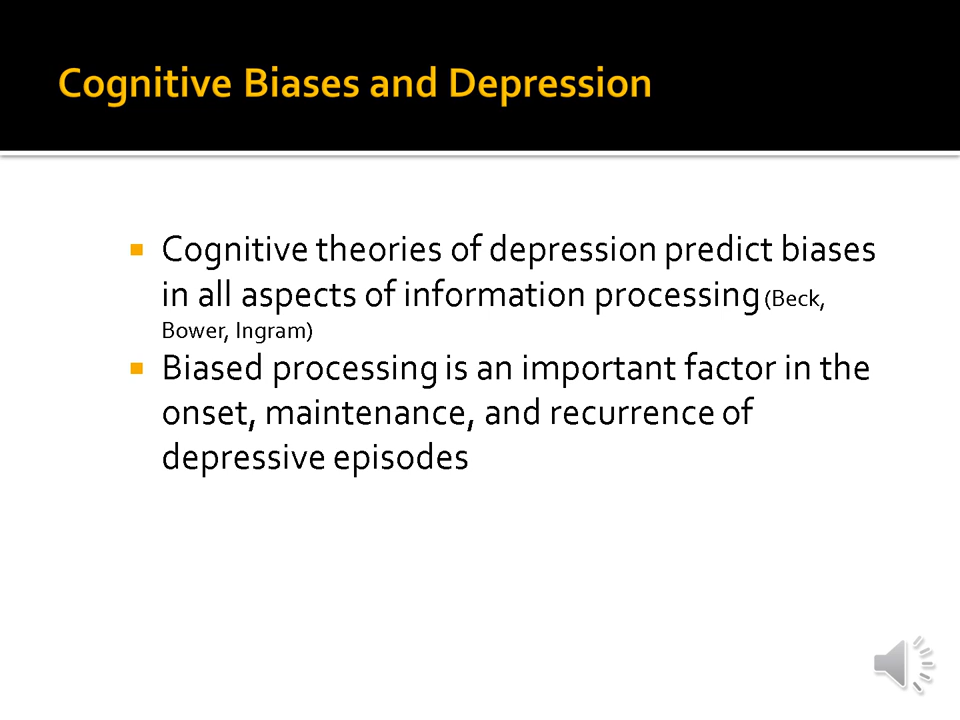 Cognitive Biases and Depression
Cognitive theories of depression predict biases
in all aspects of information processing (Beck,
Bower, Ingram)
Biased processing is an important factor in the
onset, maintenance, and recurrence of
depressive episodes